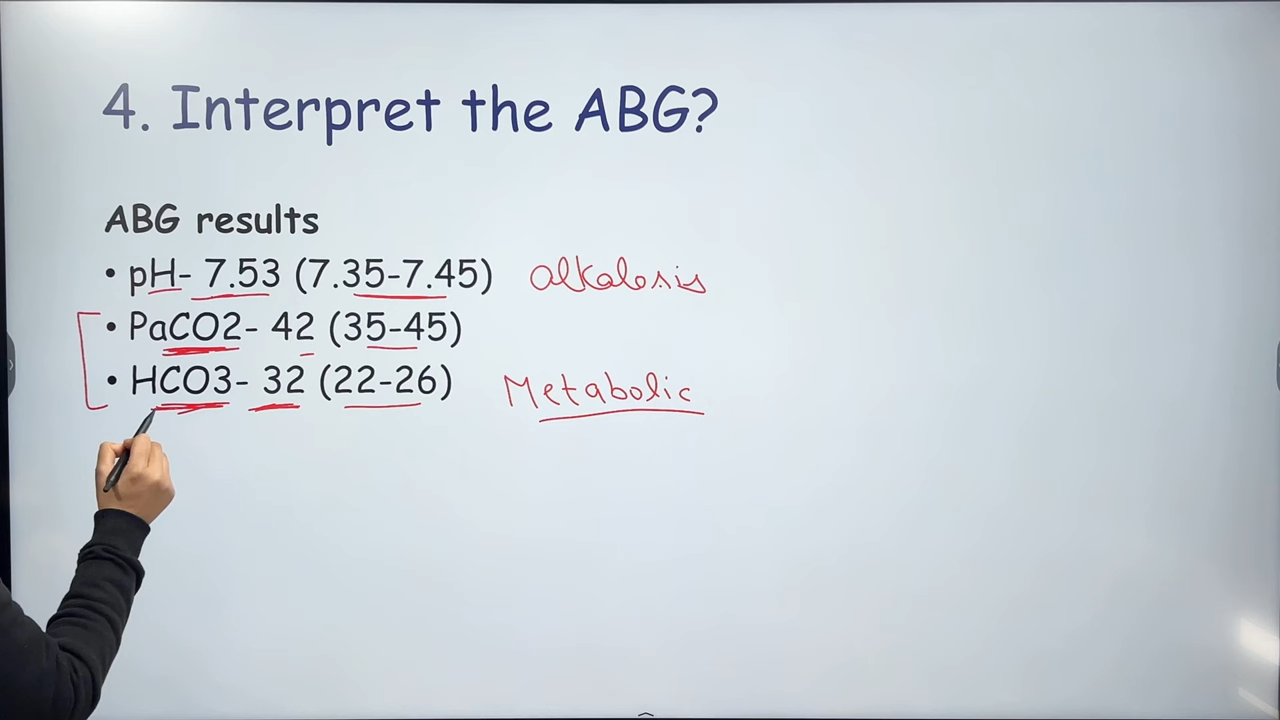 4. Interpret the ABG?
ABG results
• pH- 7.53 (7.35-7.45) alkalosis
• PaCO2- 42 (35-45)
• HCO3- 32 (22-26) Metabolic